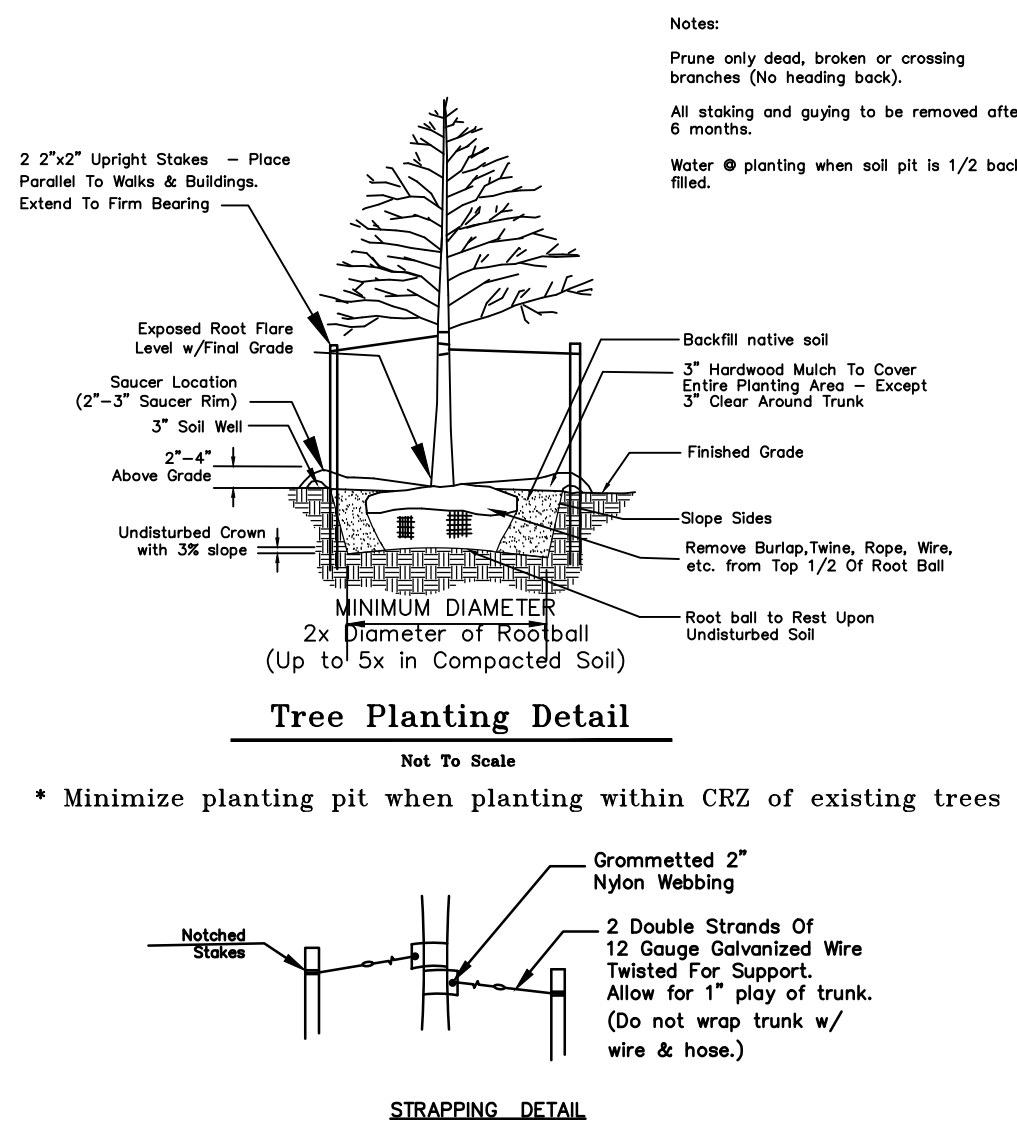 Notes:
Prune only dead, broken or crossing
branches (No heading back).
All staking and guying to be removed afte
6 months.
Water @ planting when soil pit is 1/2 bac
filled.
2 2"x2" Upright Stakes – Place
Parallel To Walks & Buildings.
Extend To Firm Bearing
Exposed Root Flare
Level w/Final Grade
Saucer Location
(2"–3" Saucer Rim)
3" Soil Well
2"–4"
Above Grade
Undisturbed Crown
with 3% slope
Backfill native soil
3" Hardwood Mulch To Cover
Entire Planting Area – Except
3" Clear Around Trunk
Finished Grade
Slope Sides
Remove Burlap,Twine, Rope, Wire,
etc. from Top 1/2 Of Root Ball
Root ball to Rest Upon
Undisturbed Soil
MINIMUM DIAMETER
2x Diameter of Rootball
(Up to 5x in Compacted Soil)
Tree Planting Detail
Not To Scale
* Minimize planting pit when planting within CRZ of existing trees
Grommetted 2"
Nylon Webbing
Notched
Stakes
2 Double Strands Of
12 Gauge Galvanized Wire
Twisted For Support.
Allow for 1" play of trunk.
(Do not wrap trunk w/
wire & hose.)
STRAPPING DETAIL